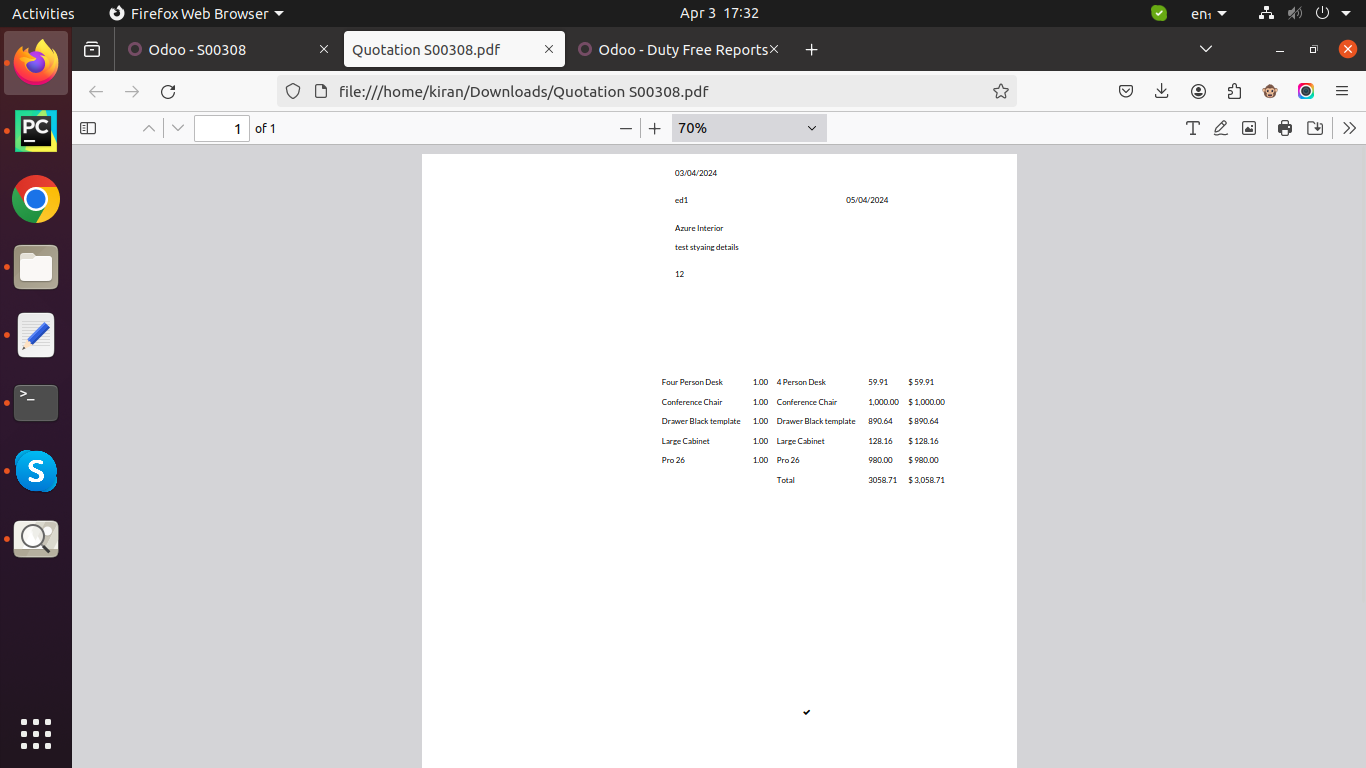 Activities Firefox Web Browser Apr 3 17:32 en₁
Odoo - S00308 Quotation S00308.pdf Odoo - Duty Free Reports
file:///home/kiran/Downloads/Quotation S00308.pdf
1 of 1 70%
PC
>_
03/04/2024
ed1 05/04/2024
Azure Interior
test styaing details
12
Four Person Desk 1.00 4 Person Desk 59.91 $ 59.91
Conference Chair 1.00 Conference Chair 1,000.00 $ 1,000.00
Drawer Black template 1.00 Drawer Black template 890.64 $ 890.64
Large Cabinet 1.00 Large Cabinet 128.16 $ 128.16
Pro 26 1.00 Pro 26 980.00 $ 980.00
Total 3058.71 $ 3,058.71